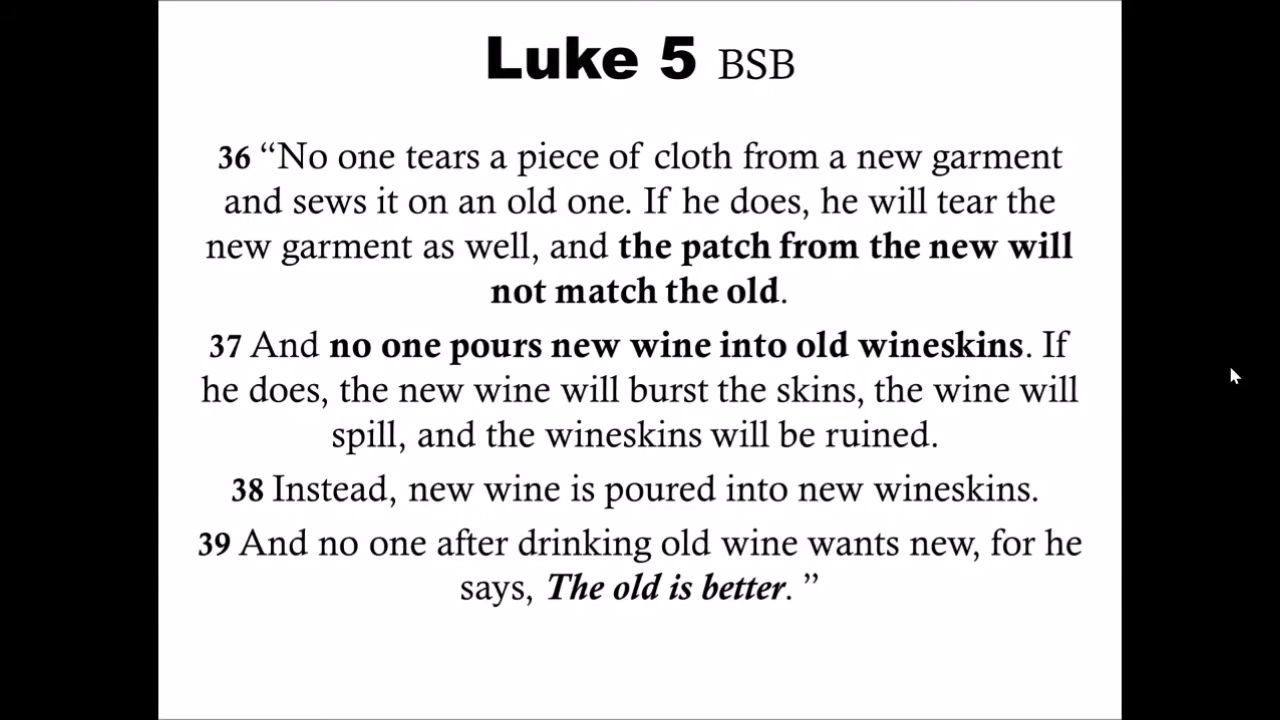 Luke 5 BSB
36 “No one tears a piece of cloth from a new garment
and sews it on an old one. If he does, he will tear the
new garment as well, and the patch from the new will
not match the old.
37 And no one pours new wine into old wineskins. If
he does, the new wine will burst the skins, the wine will
spill, and the wineskins will be ruined.
38 Instead, new wine is poured into new wineskins.
39 And no one after drinking old wine wants new, for he
says, The old is better. ”